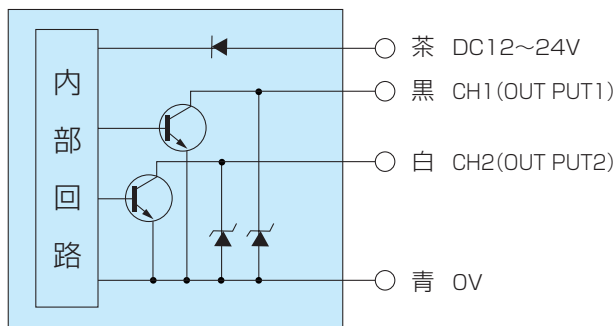 内部回路
茶 DC12～24V
黒 CH1(OUT PUT1)
白 CH2(OUT PUT2)
青 0V